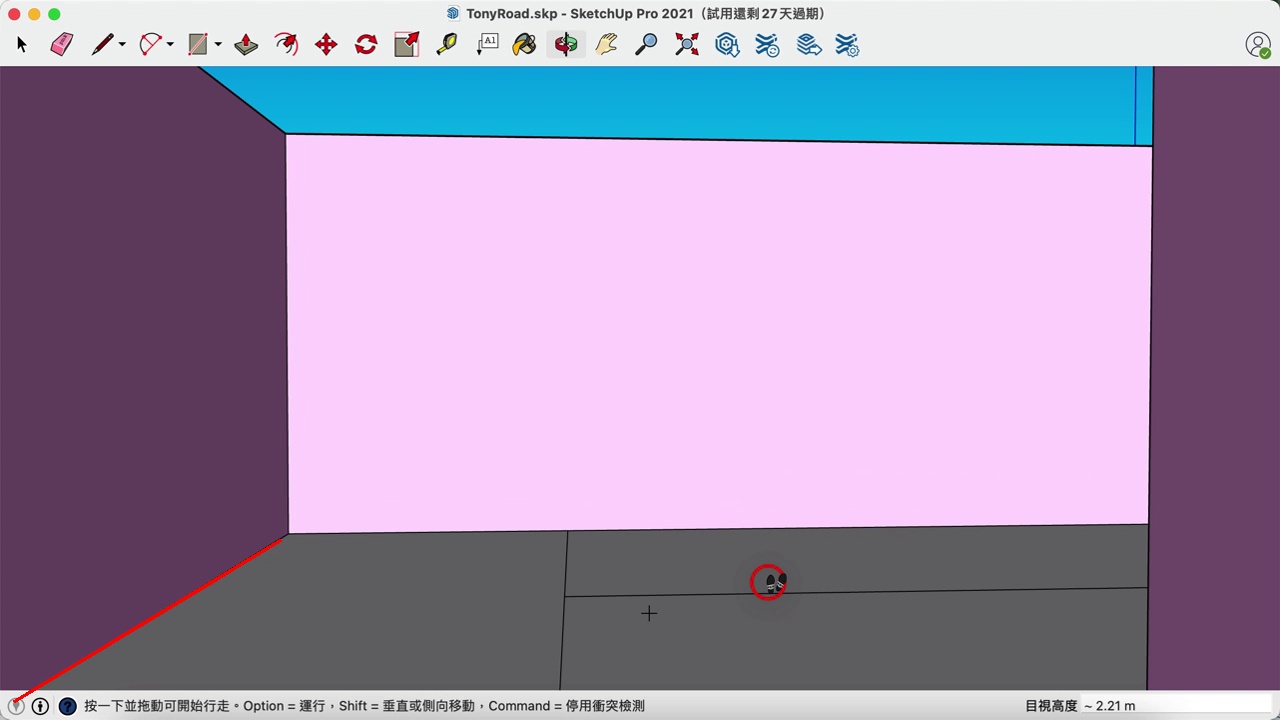 TonyRoad.skp - SketchUp Pro 2021（試用還剩 27 天過期）
A1
按一下並拖動可開始行走。Option = 運行，Shift = 垂直或側向移動，Command = 停用衝突檢測
目視高度 ~ 2.21 m